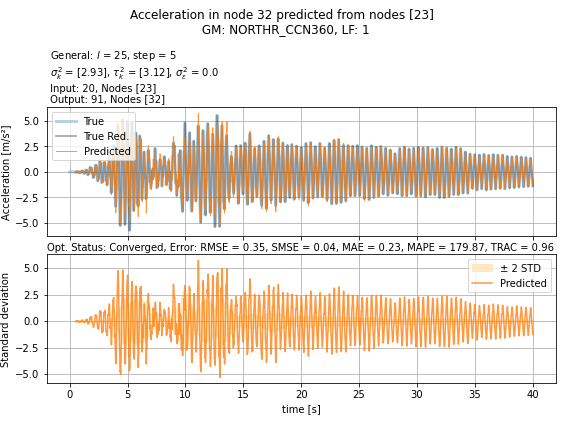 Acceleration in node 32 predicted from nodes [23]
GM: NORTHR_CCN360, LF: 1
General: l = 25, step = 5
σ²ₖ = [2.93], τ²ₖ = [3.12], σ²ₛ = 0.0
Input: 20, Nodes [23]
Output: 91, Nodes [32]
Acceleration [m/s²]
5.0
2.5
0.0
−2.5
−5.0
True
True Red.
Predicted
Opt. Status: Converged, Error: RMSE = 0.35, SMSE = 0.04, MAE = 0.23, MAPE = 179.87, TRAC = 0.96
Standard deviation
5.0
2.5
0.0
−2.5
−5.0
± 2 STD
Predicted
0 5 10 15 20 25 30 35 40
time [s]